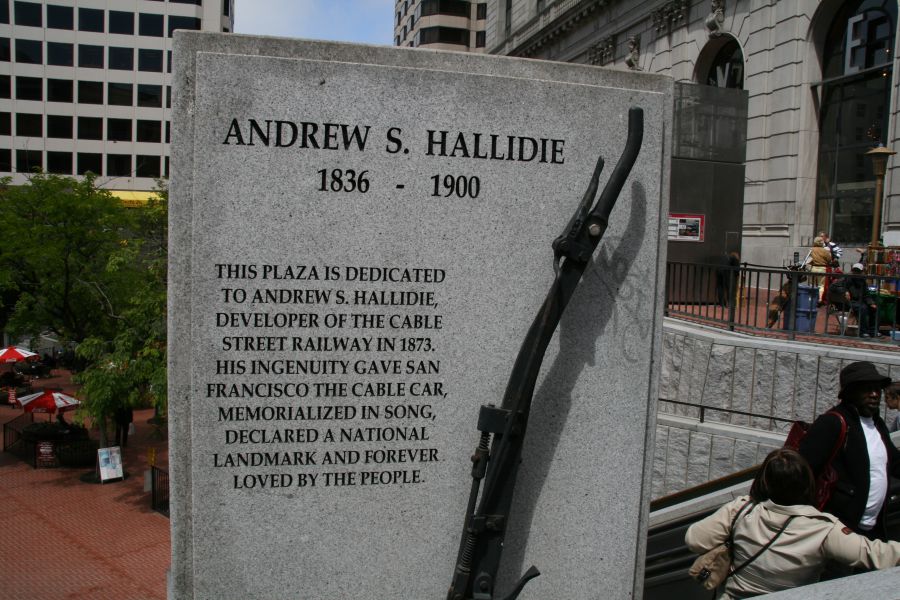 ANDREW S. HALLIDIE
1836 - 1900
THIS PLAZA IS DEDICATED
TO ANDREW S. HALLIDIE,
DEVELOPER OF THE CABLE
STREET RAILWAY IN 1873.
HIS INGENUITY GAVE SAN
FRANCISCO THE CABLE CAR,
MEMORIALIZED IN SONG,
DECLARED A NATIONAL
LANDMARK AND FOREVER
LOVED BY THE PEOPLE.